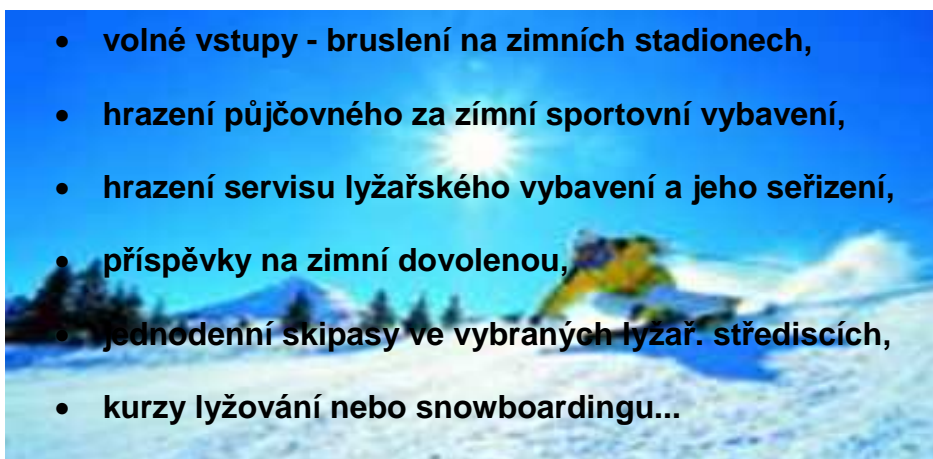 • volné vstupy - bruslení na zimních stadionech,
• hrazení půjčovného za zímní sportovní vybavení,
• hrazení servisu lyžařského vybavení a jeho seřizení,
• příspěvky na zimní dovolenou,
• jednodenní skipasy ve vybraných lyžař. střediscích,
• kurzy lyžování nebo snowboardingu...